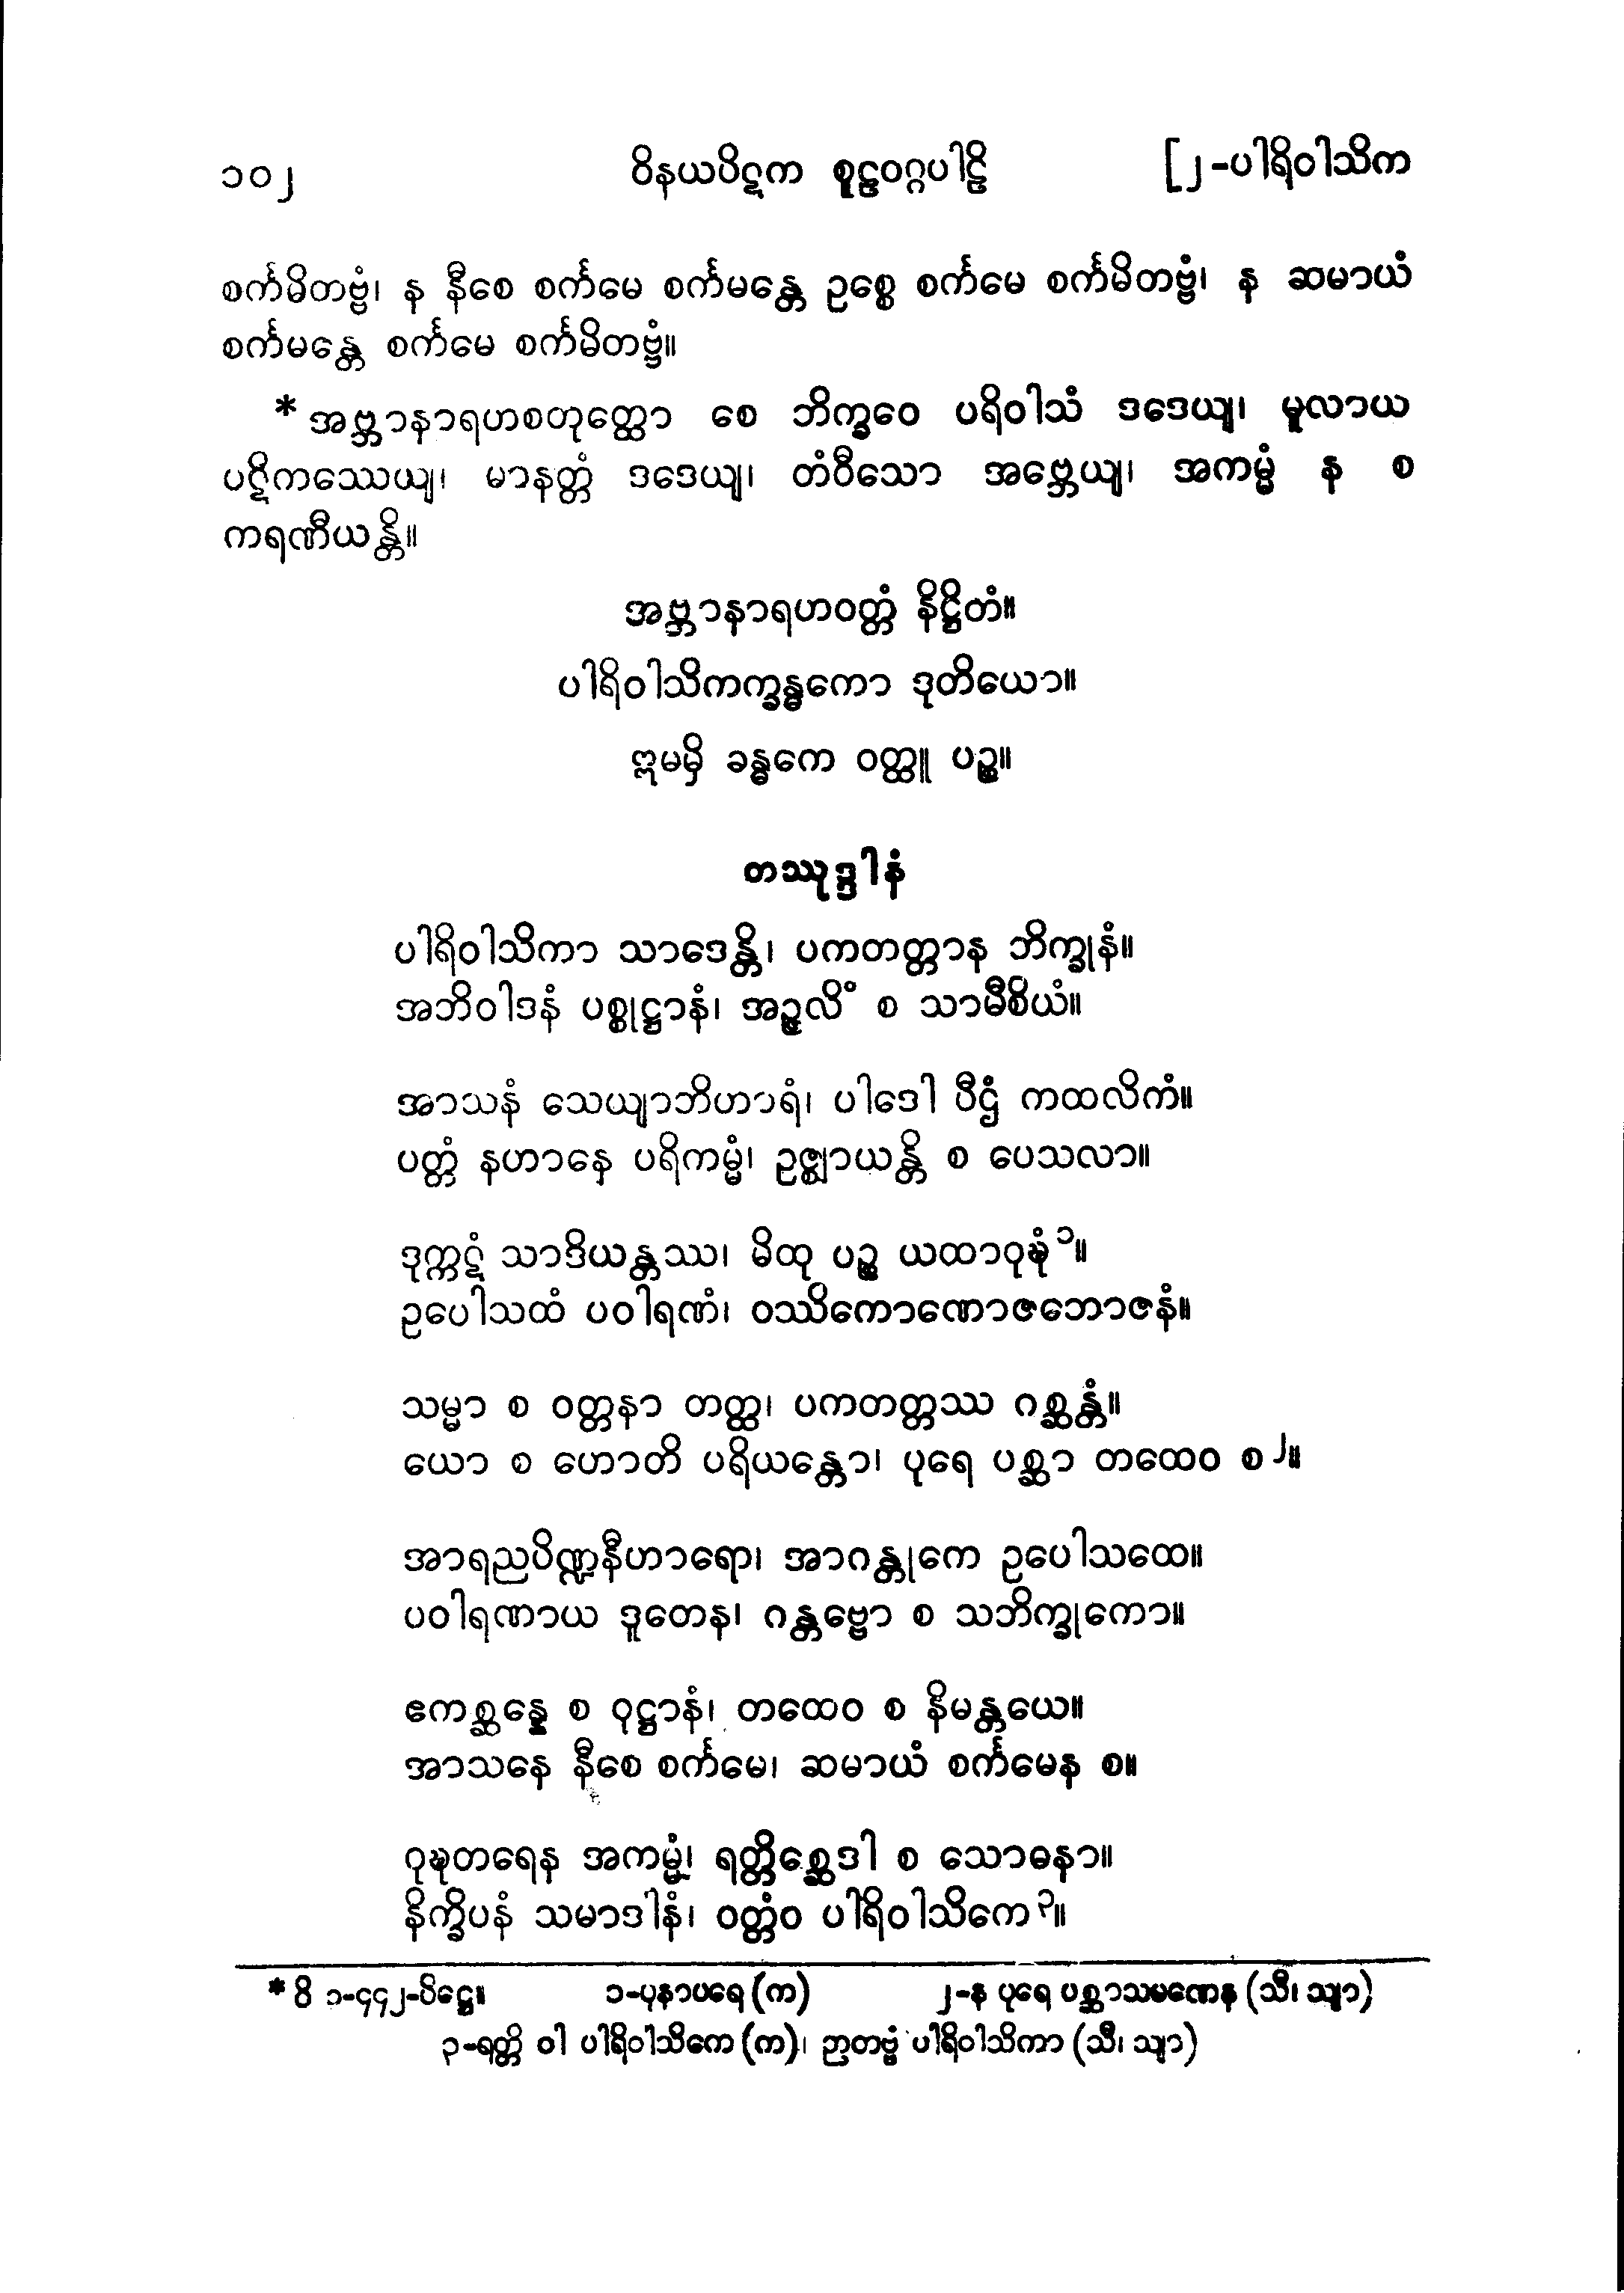 ၁၀၂ ဝိနယပိဋက စူဠဝဂ္ဂပါဠိ [၂-ပါရိဝါသိက
စင်္ကမိတဗ္ဗံ၊ န နီစေ စင်္ကမေ စင်္ကမန္တေ ဥစ္စေ စင်္ကမေ စင်္ကမိတဗ္ဗံ၊ န ဆမာယံ
စင်္ကမန္တေ စင်္ကမေ စင်္ကမိတဗ္ဗံ။
* အဗ္ဘာနာရဟစတုတ္ထော စေ ဘိက္ခဝေ ပရိဝါသံ ဒဒေယျ၊ မူလာယ
ပဋိကဿေယျ၊ မာနတ္တံ ဒဒေယျ၊ တံဝီသော အဗ္ဘေယျ၊ အကမ္မံ န စ
ကရဏီယန္တိ။
အဗ္ဘာနာရဟဝတ္တံ နိဋ္ဌိတံ။
ပါရိဝါသိကက္ခန္ဓကော ဒုတိယော။
ဣမမှိ ခန္ဓကေ ဝတ္ထူ ပဉ္စ။
တဿုဒ္ဒါနံ
ပါရိဝါသိကာ သာဒေန္တိ၊ ပကတတ္တာန ဘိက္ခုနံ။
အဘိဝါဒနံ ပစ္စုဋ္ဌာနံ၊ အဉ္ဇလိံ စ သာမီစိယံ။
အာသနံ သေယျာဘိဟာရံ၊ ပါဒေါ ပီဌံ ကထလိကံ။
ပတ္တံ နဟာနေ ပရိကမ္မံ၊ ဥဇ္ဈာယန္တိ စ ပေသလာ။
ဒုက္ကဋံ သာဒိယန္တဿ၊ မိထု ပဉ္စ ယထာဝုဍ္ဎံ ၁။
ဥပေါသထံ ပဝါရဏံ၊ ဝဿိကောဏောဇဘောဇနံ။
သမ္မာ စ ဝတ္တနာ တတ္ထ၊ ပကတတ္တဿ ဂစ္ဆန္တံ။
ယော စ ဟောတိ ပရိယန္တော၊ ပုရေ ပစ္ဆာ တထေဝ စ ၂။
အာရညပိဏ္ဍနီဟာရော၊ အာဂန္တုကေ ဥပေါသထေ။
ပဝါရဏာယ ဒူတေန၊ ဂန္တဗ္ဗော စ သဘိက္ခုကော။
ဧကစ္ဆန္နေ စ ဝုဋ္ဌာနံ၊ တထေဝ စ နိမန္တယေ။
အာသနေ နီစေ စင်္ကမေ၊ ဆမာယံ စင်္ကမေန စ။
ဝုဍ္ဎတရေန အကမ္မံ၊ ရတ္တိစ္ဆေဒါ စ သောဓနာ။
နိက္ခိပနံ သမာဒါနံ၊ ဝတ္တံဝ ပါရိဝါသိကေ ၃။
* ဝိ ၁-၄၄၂-ပိဋ္ဌေ။ ၁-ပုနာပရေ (က) ၂-န ပုရေ ပစ္ဆာသမဏေန (သီ၊ သျာ)
၃-ရတ္တိ ဝါ ပါရိဝါသိကေ (က)၊ ဉာတဗ္ဗံ ပါရိဝါသိကာ (သီ၊ သျာ)